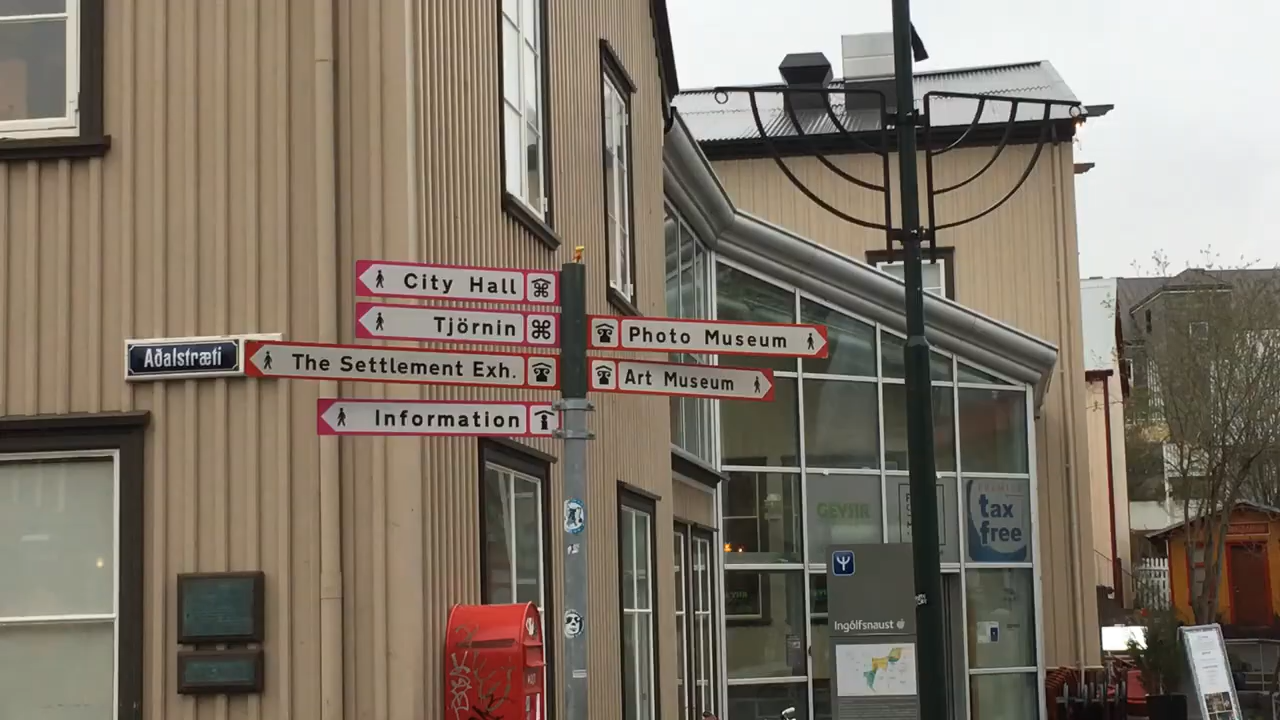 City Hall
Tjörnin
Photo Museum
Aðalstræti
The Settlement Exh.
Art Museum
Information
GEYSIR
tax
free
Ingólfsnaust